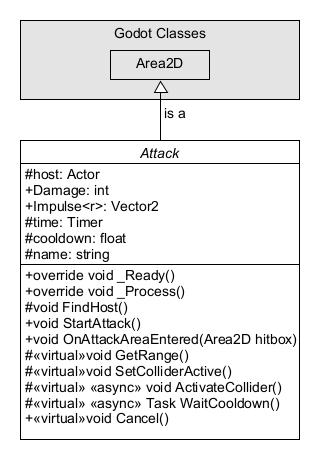 Godot Classes
Area2D
is a
Attack
#host: Actor
+Damage: int
+Impulse<r>: Vector2
#time: Timer
#cooldown: float
#name: string
+override void _Ready()
+override void _Process()
#void FindHost()
+void StartAttack()
+void OnAttackAreaEntered(Area2D hitbox)
#«virtual»void GetRange()
#«virtual»void SetColliderActive()
#«virtual» «async» void ActivateCollider()
#«virtual» «async» Task WaitCooldown()
+«virtual»void Cancel()